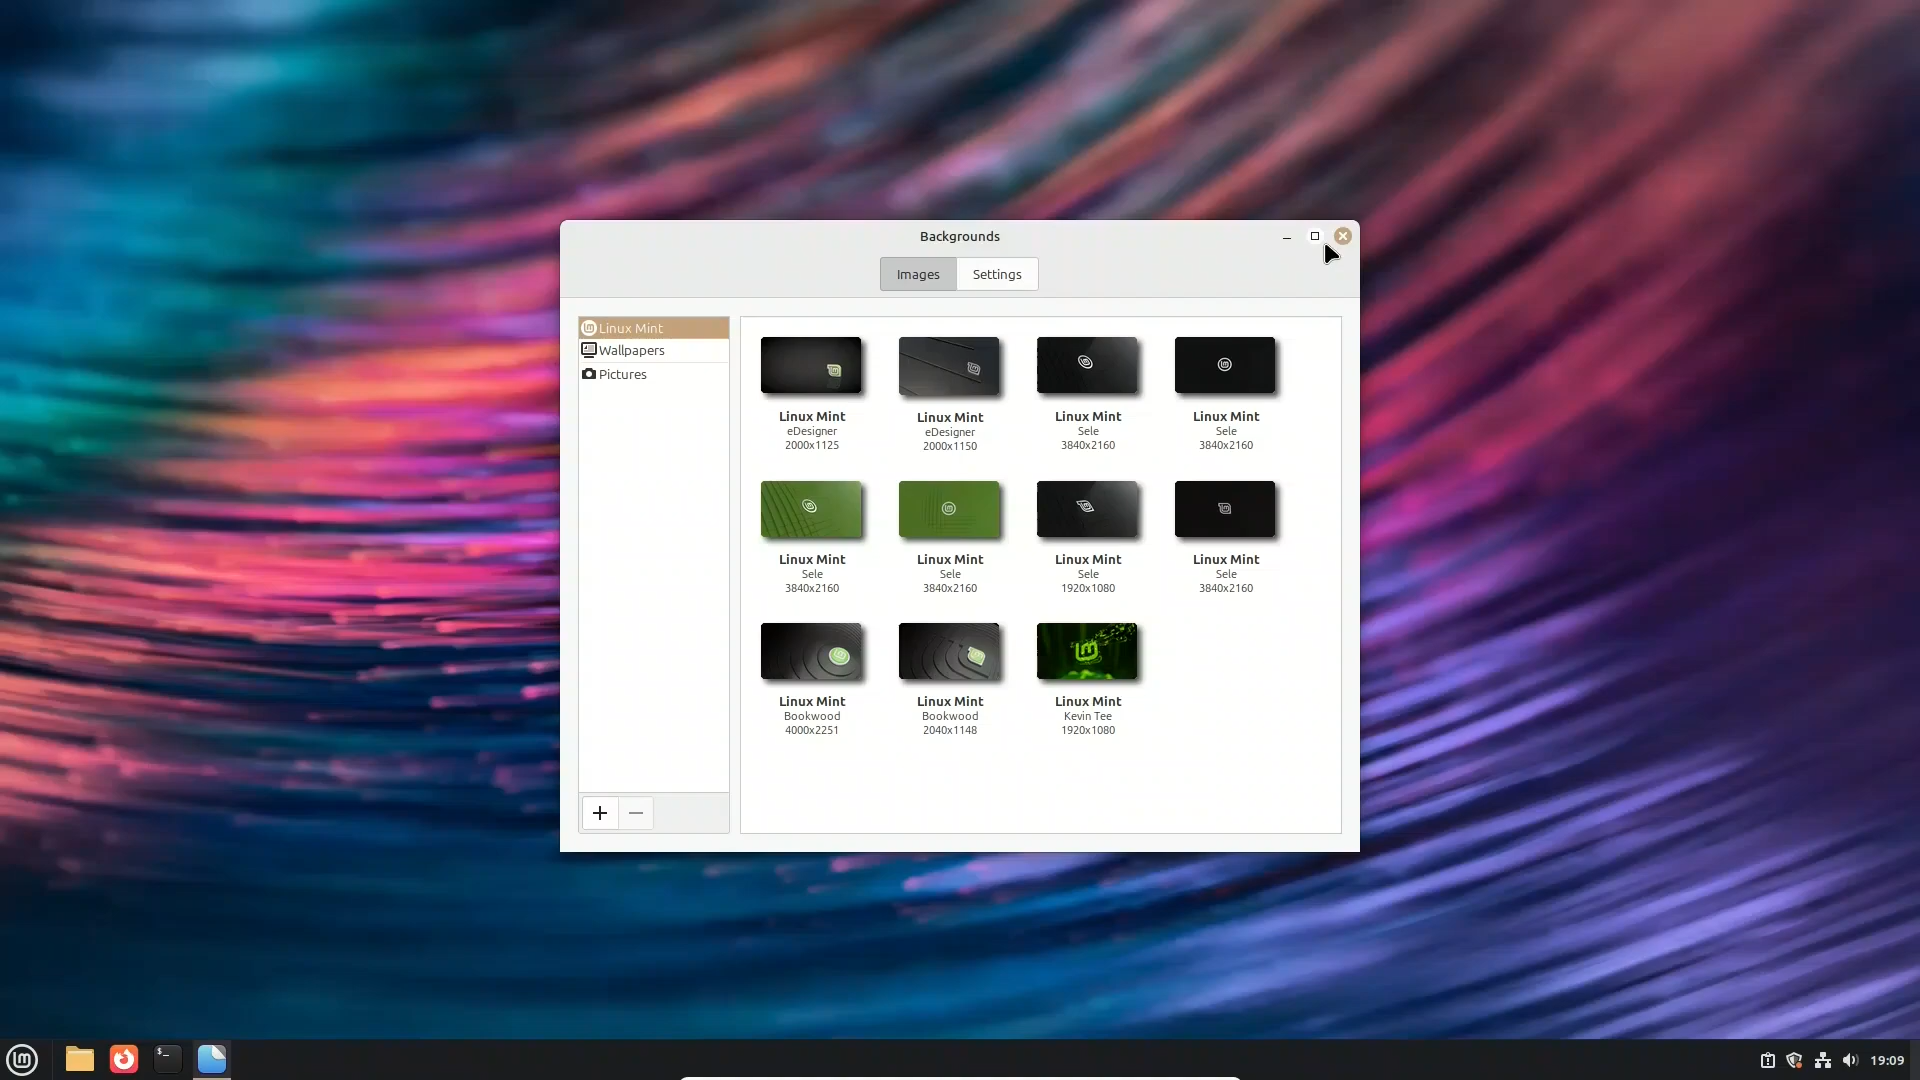 Backgrounds
Images Settings
Linux Mint
Wallpapers
Pictures
Linux Mint
eDesigner
2000x1125
Linux Mint
eDesigner
2000x1150
Linux Mint
Sele
3840x2160
Linux Mint
Sele
3840x2160
Linux Mint
Sele
3840x2160
Linux Mint
Sele
3840x2160
Linux Mint
Sele
1920x1080
Linux Mint
Sele
3840x2160
Linux Mint
Bookwood
4000x2251
Linux Mint
Bookwood
2040x1148
Linux Mint
Kevin Tee
1920x1080
$_
19:09